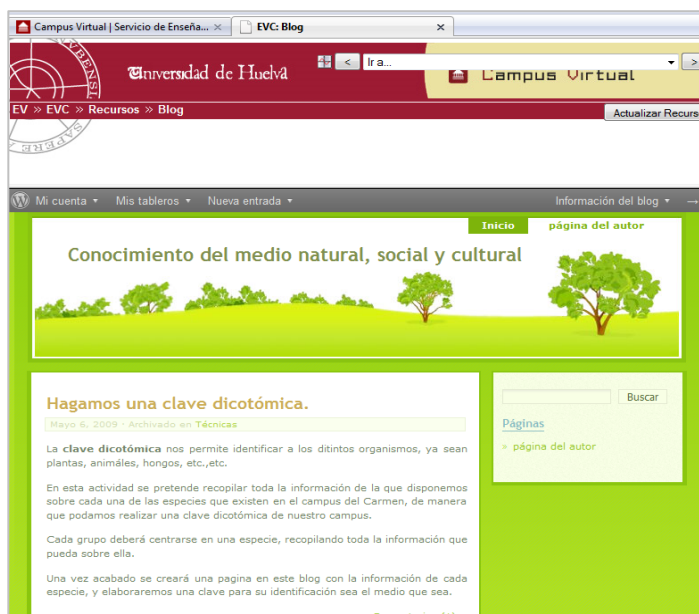 Campus Virtual | Servicio de Enseña...
EVC: Blog
Universidad de Huelva
<
Ir a...
>
Campus Virtual
EV » EVC » Recursos » Blog
Actualizar Recurs
SAPERE A
UBENSI
Mi cuenta
Mis tableros
Nueva entrada
Información del blog
Inicio
página del autor
Conocimiento del medio natural, social y cultural
Hagamos una clave dicotómica.
Mayo 6, 2009 · Archivado en Técnicas
La clave dicotómica nos permite identificar a los ditintos organismos, ya sean
plantas, animáles, hongos, etc.,etc.
En esta actividad se pretende recopilar toda la información de la que disponemos
sobre cada una de las especies que existen en el campus del Carmen, de manera
que podamos realizar una clave dicotómica de nuestro campus.
Cada grupo deberá centrarse en una especie, recopilando toda la información que
pueda sobre ella.
Una vez acabado se creará una pagina en este blog con la información de cada
especie, y elaboraremos una clave para su identificación sea el medio que sea.
Buscar
Páginas
» página del autor